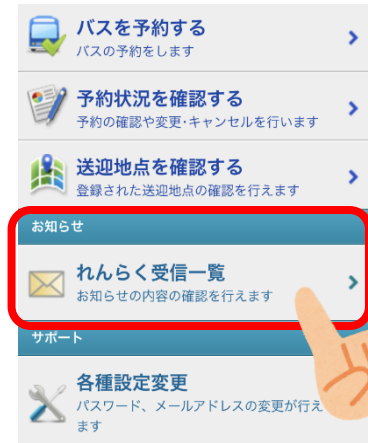 バスを予約する
バスの予約をします
予約状況を確認する
予約の確認や変更・キャンセルを行います
送迎地点を確認する
登録された送迎地点の確認を行えます
お知らせ
れんらく受信一覧
お知らせの内容の確認を行えます
サポート
各種設定変更
パスワード、メールアドレスの変更が行え
ます